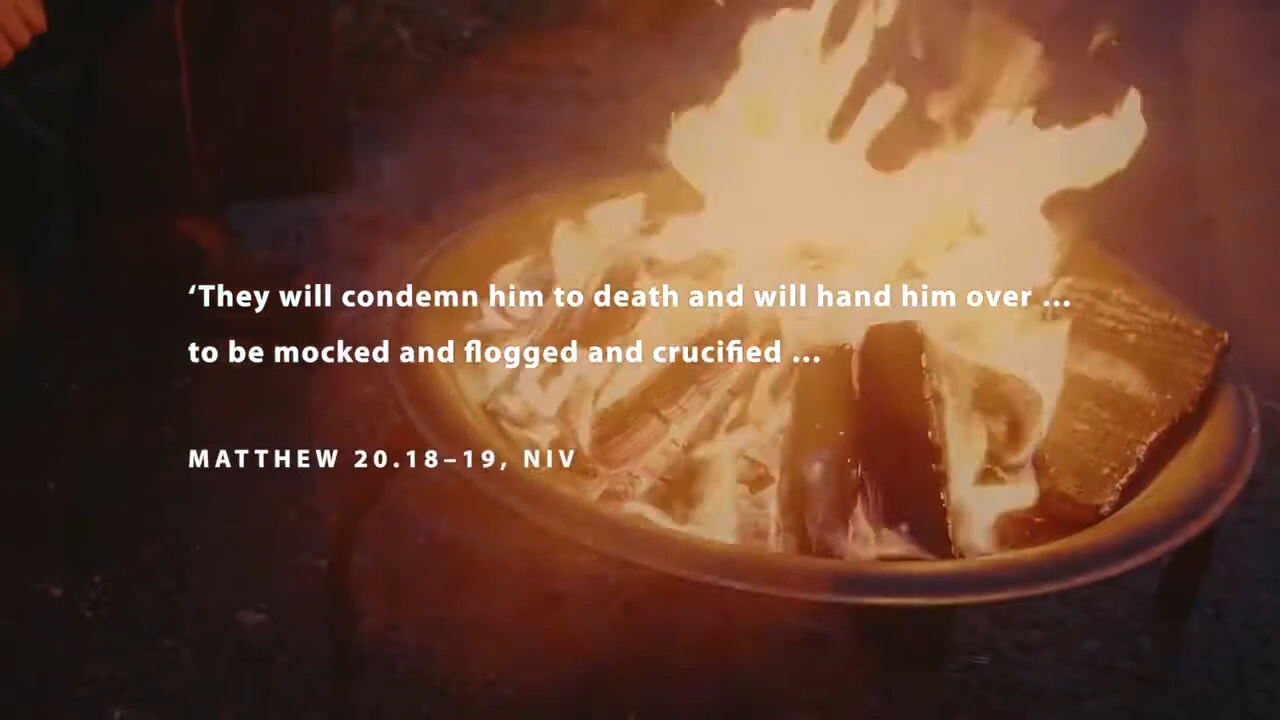 ‘They will condemn him to death and will hand him over ...
to be mocked and flogged and crucified ...
MATTHEW 20.18–19, NIV